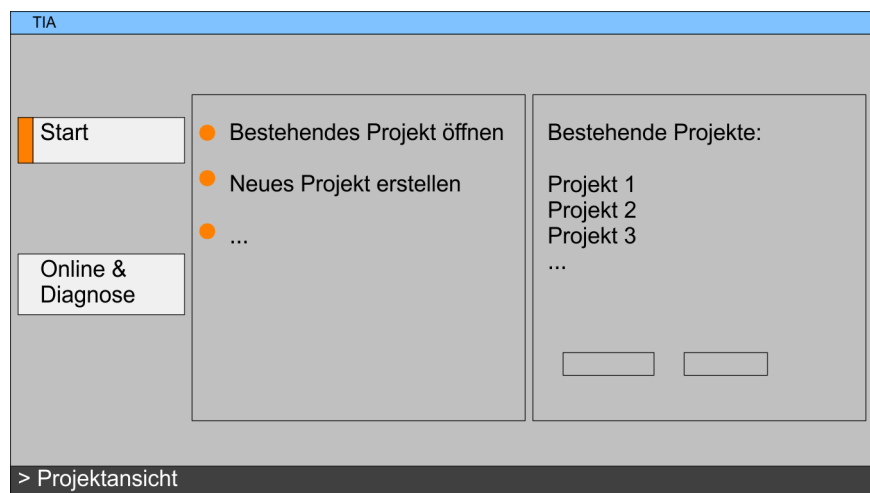 TIA
Start
Online &
Diagnose
Bestehendes Projekt öffnen
Neues Projekt erstellen
...
Bestehende Projekte:
Projekt 1
Projekt 2
Projekt 3
...
> Projektansicht